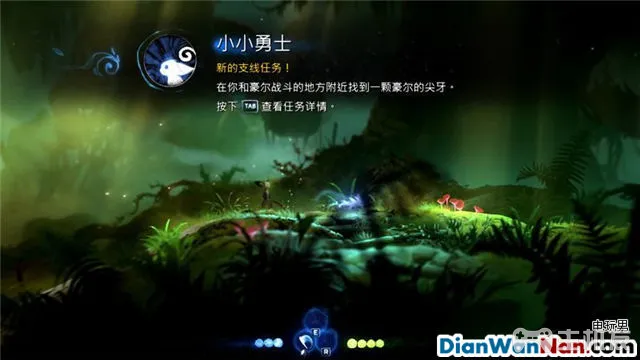 小小勇士
新的支线任务！
在你和豪尔战斗的地方附近找到一颗豪尔的尖牙。
按下 TAB 查看任务详情。
E
R
电玩男
DianWanNan.com